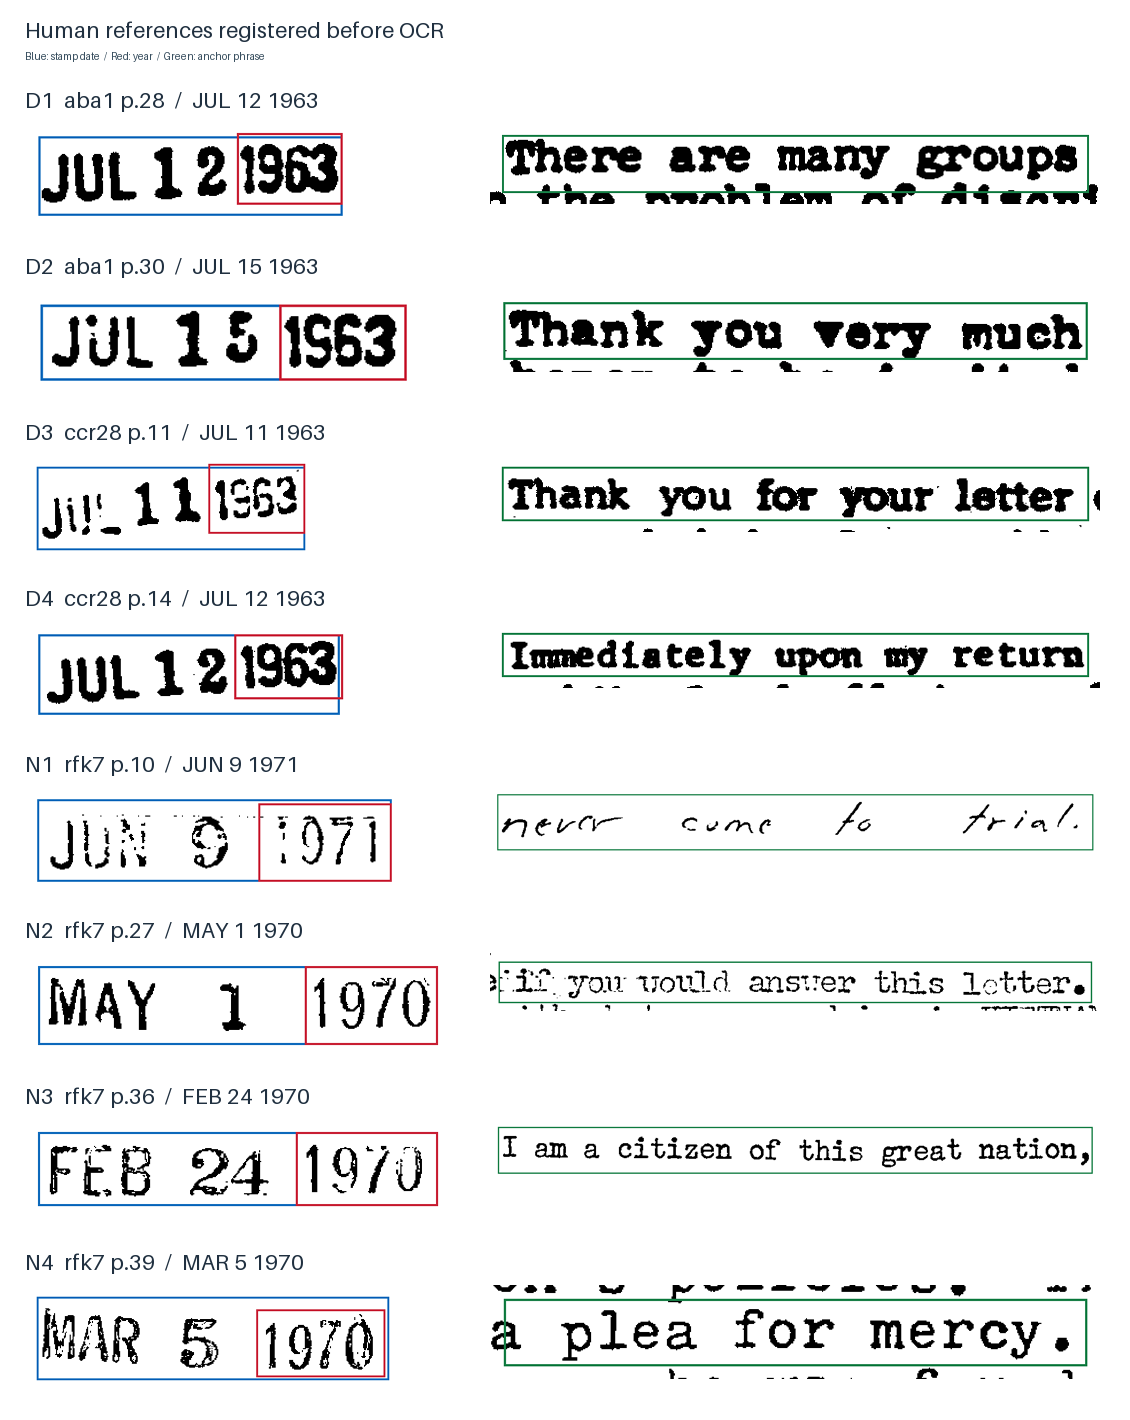 Human references registered before OCR
Blue: stamp date / Red: year / Green: anchor phrase
D1 aba1 p.28 / JUL 12 1963
JUL 12 1963
There are many groups
the problem of discri
D2 aba1 p.30 / JUL 15 1963
JUL 15 1963
Thank you very much
D3 ccr28 p.11 / JUL 11 1963
JUL 11 1963
Thank you for your letter
D4 ccr28 p.14 / JUL 12 1963
JUL 12 1963
Immediately upon my return
N1 rfk7 p.10 / JUN 9 1971
JUN 9 1971
never come to trial.
N2 rfk7 p.27 / MAY 1 1970
MAY 1 1970
if you would answer this letter.
N3 rfk7 p.36 / FEB 24 1970
FEB 24 1970
I am a citizen of this great nation,
N4 rfk7 p.39 / MAR 5 1970
MAR 5 1970
a plea for mercy.